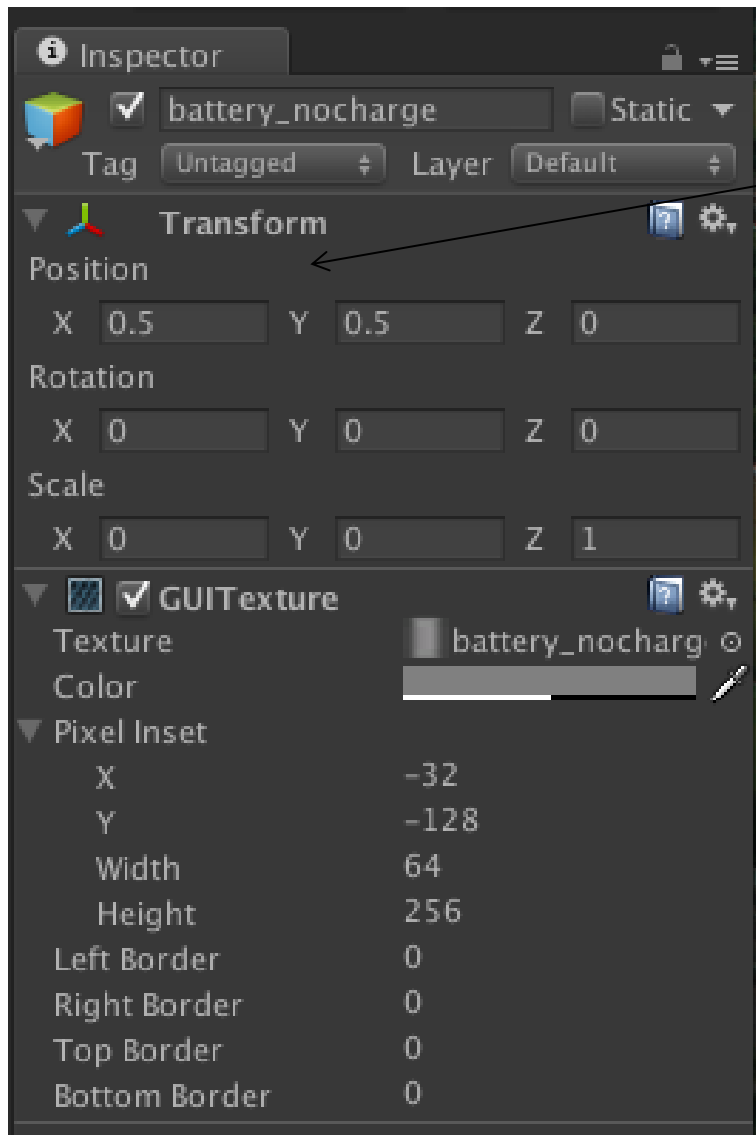 Inspector
battery_nocharge Static
Tag Untagged Layer Default
Transform
Position
X 0.5 Y 0.5 Z 0
Rotation
X 0 Y 0 Z 0
Scale
X 0 Y 0 Z 1
GUITexture
Texture battery_nocharg
Color
Pixel Inset
X -32
Y -128
Width 64
Height 256
Left Border 0
Right Border 0
Top Border 0
Bottom Border 0